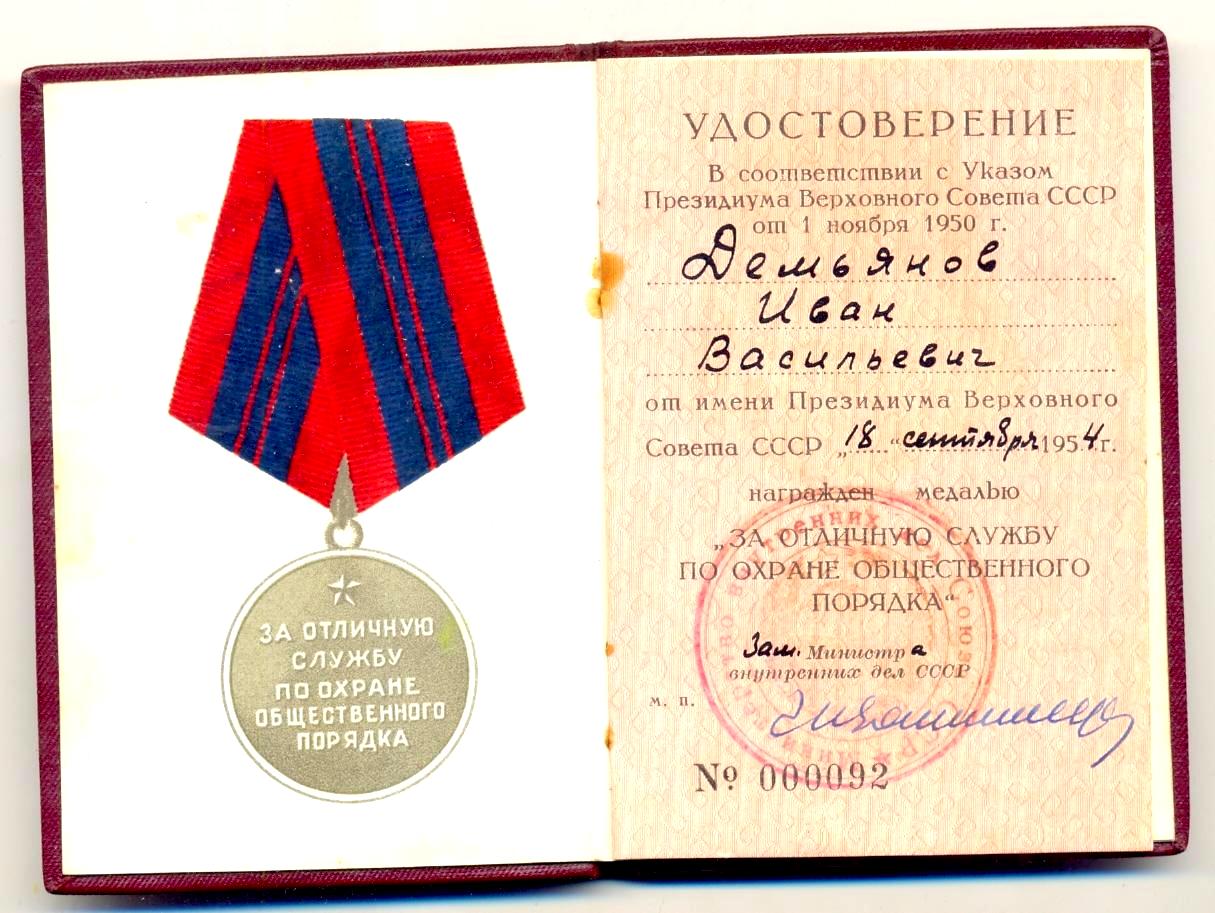 ЗА ОТЛИЧНУЮ
СЛУЖБУ
ПО ОХРАНЕ
ОБЩЕСТВЕННОГО
ПОРЯДКА
УДОСТОВЕРЕНИЕ
В соответствии с Указом
Президиума Верховного Совета СССР
от 1 ноября 1950 г.
Демьянов
Иван
Васильевич
от имени Президиума Верховного
Совета СССР „18“ сентября 1954 г.
награжден медалью
„ЗА ОТЛИЧНУЮ СЛУЖБУ
ПО ОХРАНЕ ОБЩЕСТВЕННОГО
ПОРЯДКА“
Зам. Министра
внутренних дел СССР
м. п.
№ 000092